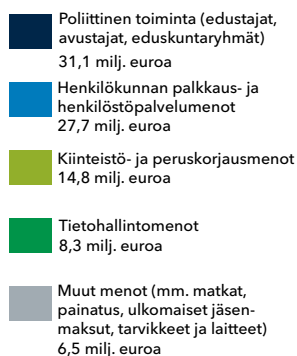 Poliittinen toiminta (edustajat,
avustajat, eduskuntaryhmät)
31,1 milj. euroa
Henkilökunnan palkkaus- ja
henkilöstöpalvelumenot
27,7 milj. euroa
Kiinteistö- ja peruskorjausmenot
14,8 milj. euroa
Tietohallintomenot
8,3 milj. euroa
Muut menot (mm. matkat,
painatus, ulkomaiset jäsen-
maksut, tarvikkeet ja laitteet)
6,5 milj. euroa